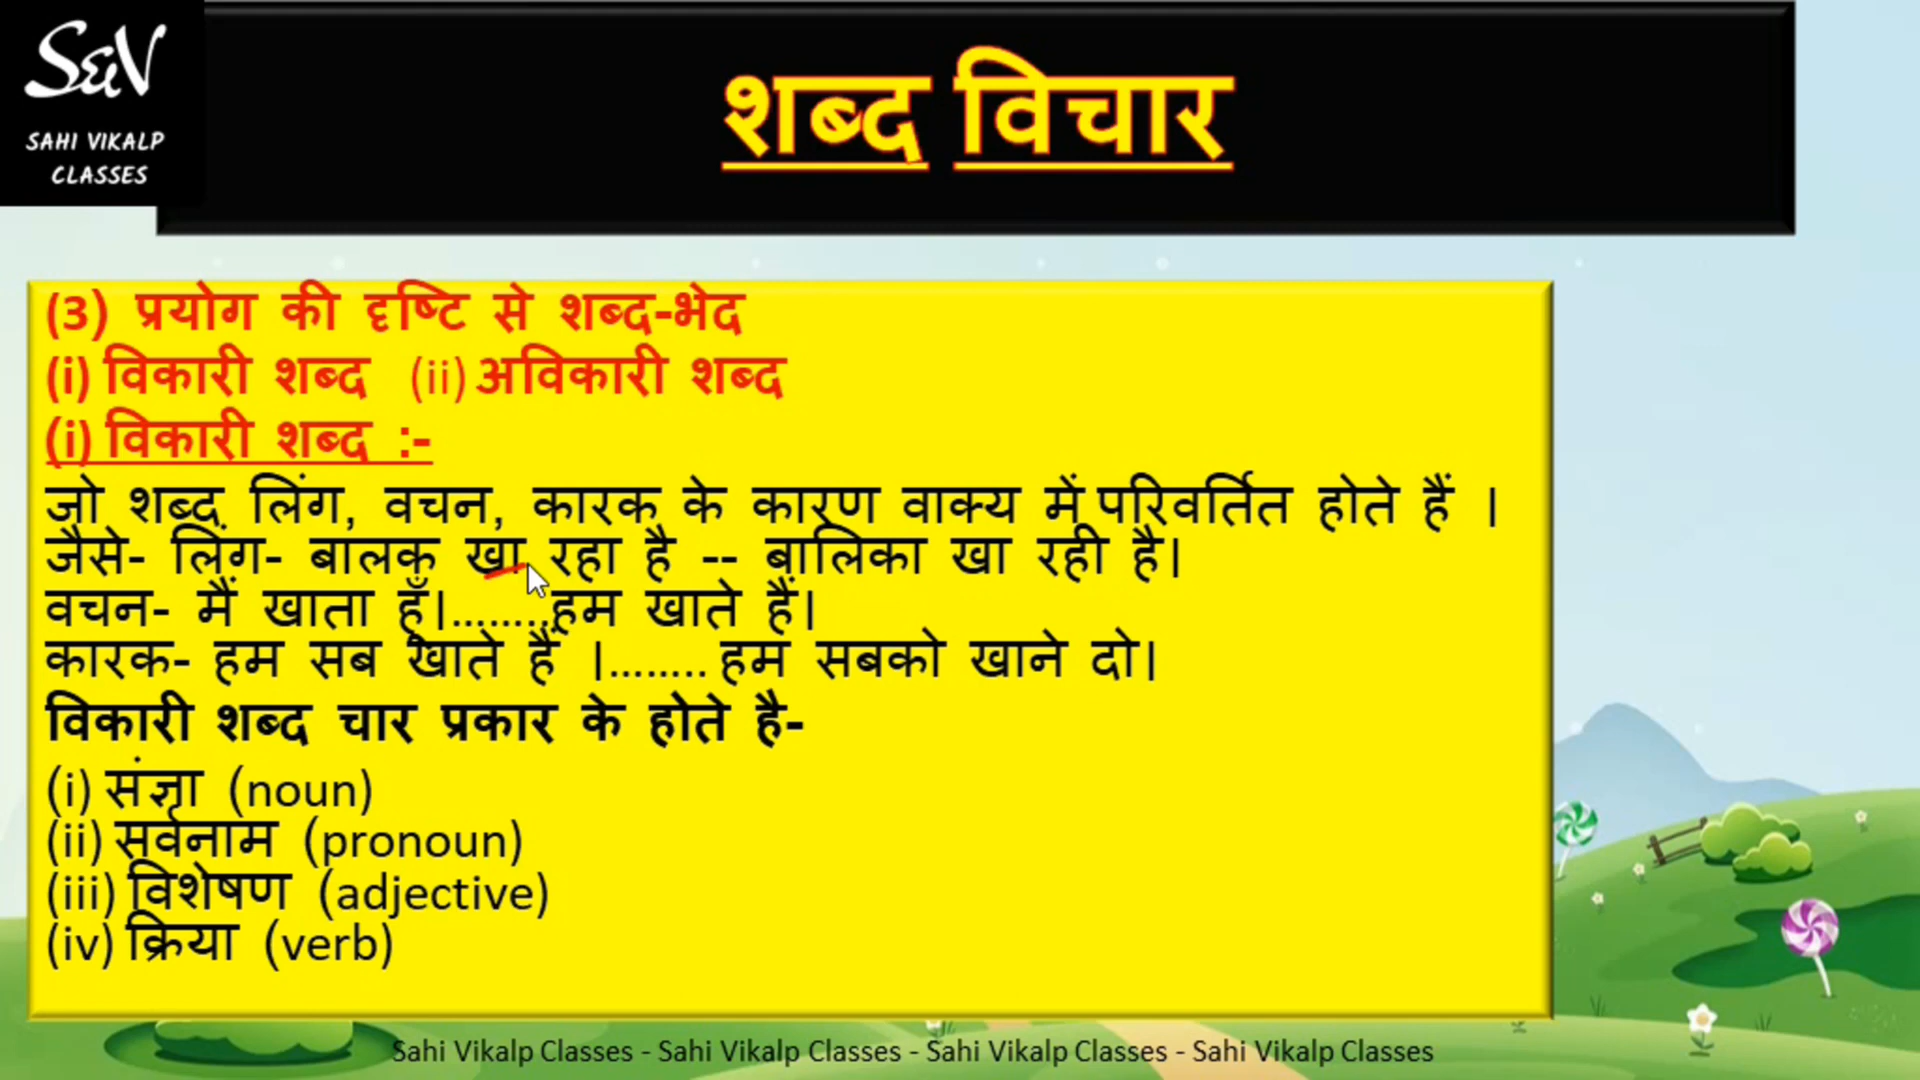 S&V
SAHI VIKALP
CLASSES
शब्द विचार
(3) प्रयोग की दृष्टि से शब्द-भेद
(i) विकारी शब्द (ii) अविकारी शब्द
(i) विकारी शब्द :-
जो शब्द लिंग, वचन, कारक के कारण वाक्य में परिवर्तित होते हैं ।
जैसे- लिंग- बालक खा रहा है -- बालिका खा रही है।
वचन- मैं खाता हूँ।........हम खाते हैं।
कारक- हम सब खाते हैं ।........ हम सबको खाने दो।
विकारी शब्द चार प्रकार के होते है-
(i) संज्ञा (noun)
(ii) सर्वनाम (pronoun)
(iii) विशेषण (adjective)
(iv) क्रिया (verb)
Sahi Vikalp Classes - Sahi Vikalp Classes - Sahi Vikalp Classes - Sahi Vikalp Classes